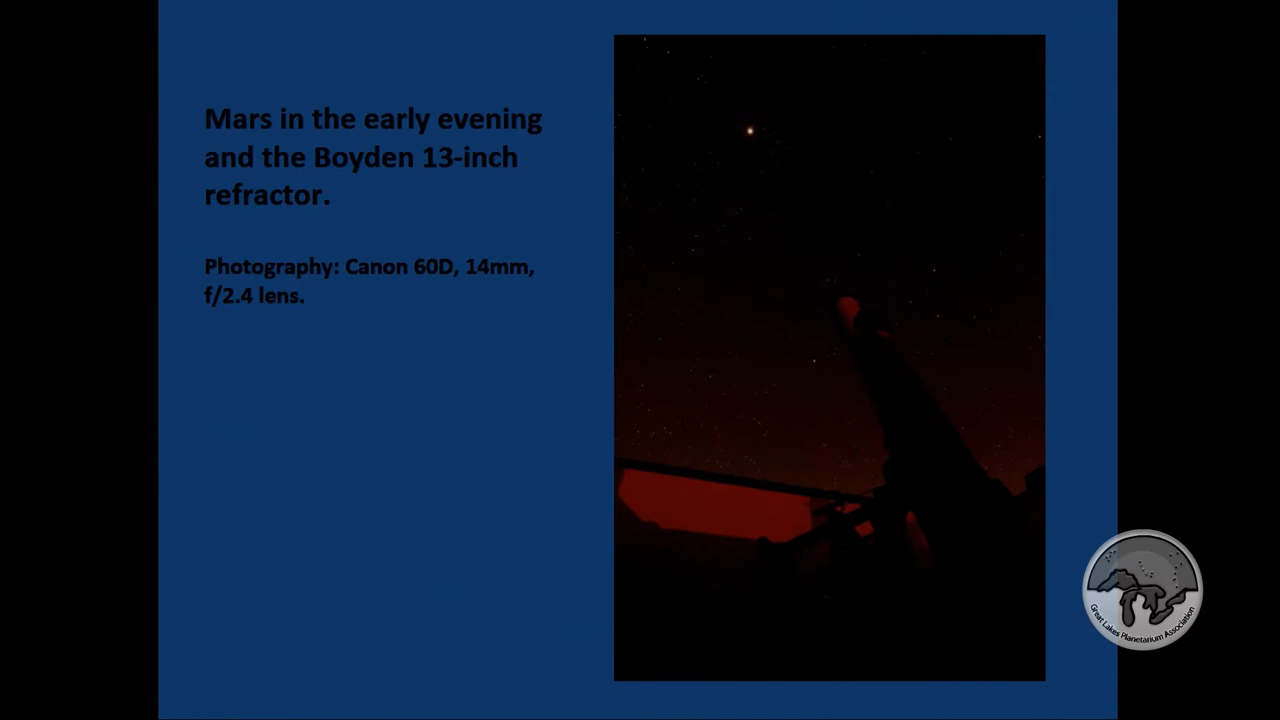 Mars in the early evening
and the Boyden 13-inch
refractor.
Photography: Canon 60D, 14mm,
f/2.4 lens.
Great Lakes Planetarium Association